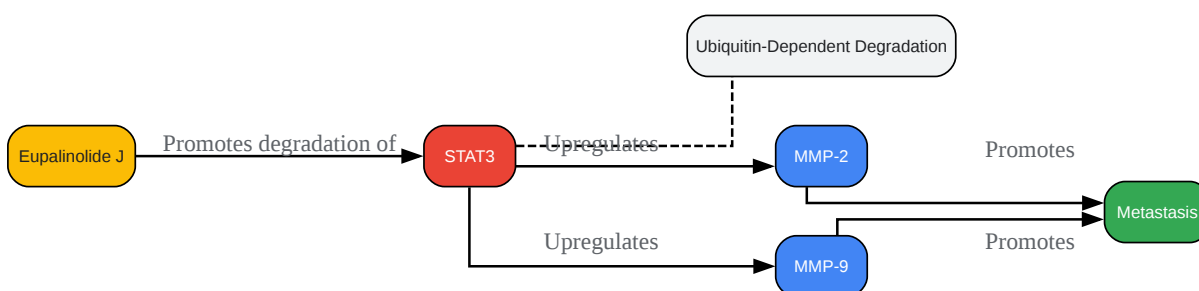 Ubiquitin-Dependent Degradation
Eupalinolide J
Promotes degradation of
STAT3
Upregulates
MMP-2
Promotes
Metastasis
Upregulates
MMP-9
Promotes